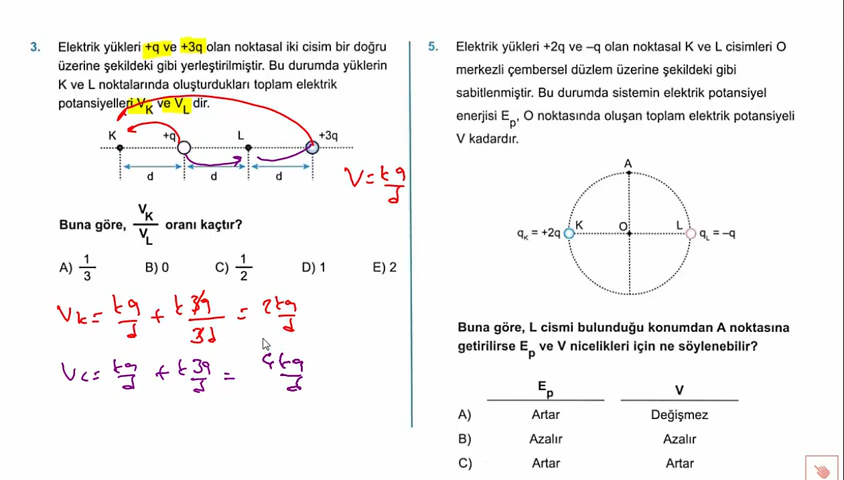 3. Elektrik yükleri +q ve +3q olan noktasal iki cisim bir doğru
üzerine şekildeki gibi yerleştirilmiştir. Bu durumda yüklerin
K ve L noktalarında oluşturdukları toplam elektrik
potansiyelleri V_K ve V_L dir.
K +q L +3q
d d d
V = kq/d
Buna göre, V_K/V_L oranı kaçtır?
A) 1/3 B) 0 C) 1/2 D) 1 E) 2
V_K = kq/d + k3q/3d = 2kq/d
V_L = kq/d + k3q/d = 4kq/d
5. Elektrik yükleri +2q ve –q olan noktasal K ve L cisimleri O
merkezli çembersel düzlem üzerine şekildeki gibi
sabitlenmiştir. Bu durumda sistemin elektrik potansiyel
enerjisi E_p, O noktasında oluşan toplam elektrik potansiyeli
V kadardır.
A
q_K = +2q K O L q_L = –q
Buna göre, L cismi bulunduğu konumdan A noktasına
getirilirse E_p ve V nicelikleri için ne söylenebilir?
E_p V
A) Artar Değişmez
B) Azalır Azalır
C) Artar Artar